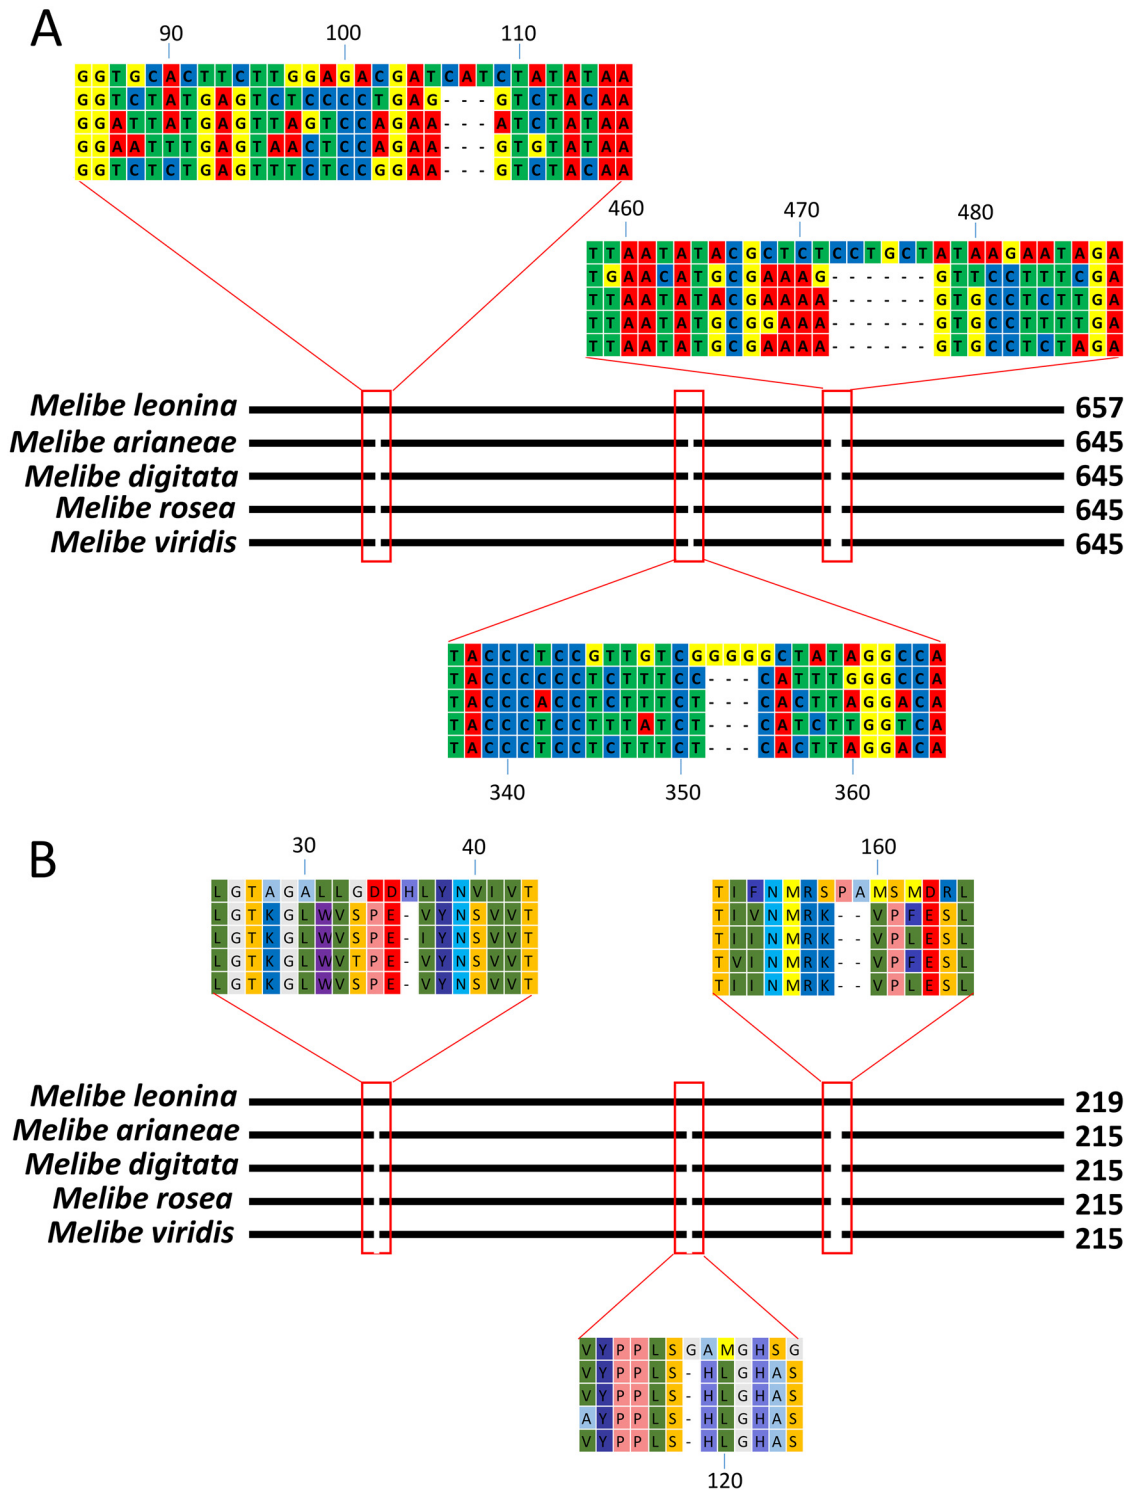 A
90 100 110
GGTGCACTTCTTGGAGACGATCATCTATATAA
GGTCTATGAGTCTCCCCTGAG---GTCTACAA
GGATTATGAGTTAGTCCAGAA---ATCTATAA
GGAATTTGAGTAACTCCAGAA---GTGTATAA
GGTCTCTGAGTTTCTCCGGAA---GTCTACAA
460 470 480
TTAATATACGCTCTCCTGCTATAAGAATAGA
TGAACATGCGAAAG------GTTCCTTTCGA
TTAATATACGAAAA------GTGCCTCTTGA
TTAATATGCGGAAA------GTGCCTTTTGA
TTAATATGCGAAAA------GTGCCTCTAGA
Melibe leonina 657
Melibe arianeae 645
Melibe digitata 645
Melibe rosea 645
Melibe viridis 645
TACCCTCCGTTGTCGGGGGCTATAGGCCA
TACCCCCCTCTTTCC---CATTTGGGCCA
TACCCACCTCTTTCT---CACTTAGGACA
TACCCTCCTTTATCT---CATCTTGGTCA
TACCCTCCTCTTTCT---CACTTAGGACA
340 350 360
B
30 40
LGTAGALLGDDHLYNVIVT
LGTKGLWVSPE-VYNSVVT
LGTKGLWVSPE-IYNSVVT
LGTKGLWVTPE-VYNSVVT
LGTKGLWVSPE-VYNSVVT
160
TIFNMRSPAMSMDRL
TIVNMRK--VPFESL
TIINMRK--VPLESL
TVINMRK--VPFESL
TIINMRK--VPLESL
Melibe leonina 219
Melibe arianeae 215
Melibe digitata 215
Melibe rosea 215
Melibe viridis 215
VYPPLSGAMGHSG
VYPPLS-HLGHAS
VYPPLS-HLGHAS
AYPPLS-HLGHAS
VYPPLS-HLGHAS
120